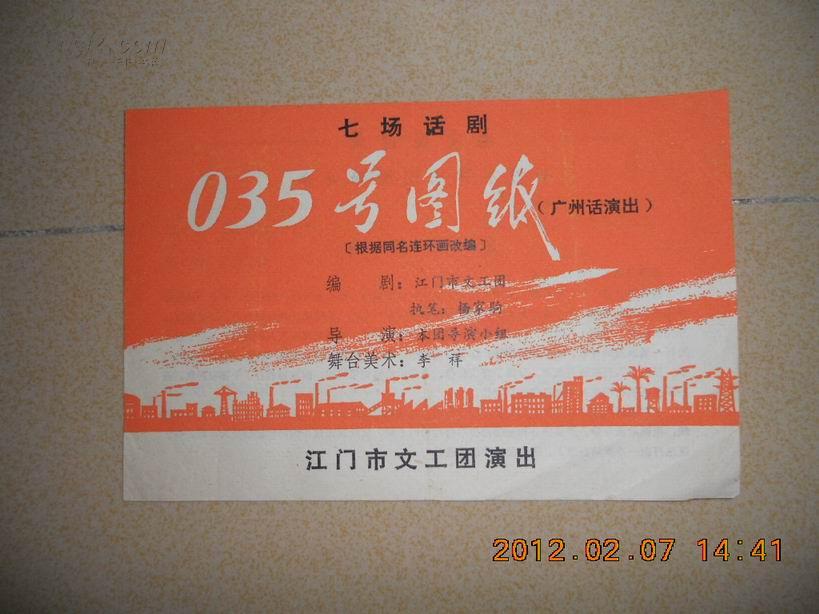 七场话剧
035号图纸（广州话演出）
〔根据同名连环画改编〕
编 剧：江门市文工团
执笔：杨家驹
导 演：本团导演小组
舞台美术：李祥
江门市文工团演出
2012.02.07 14:41